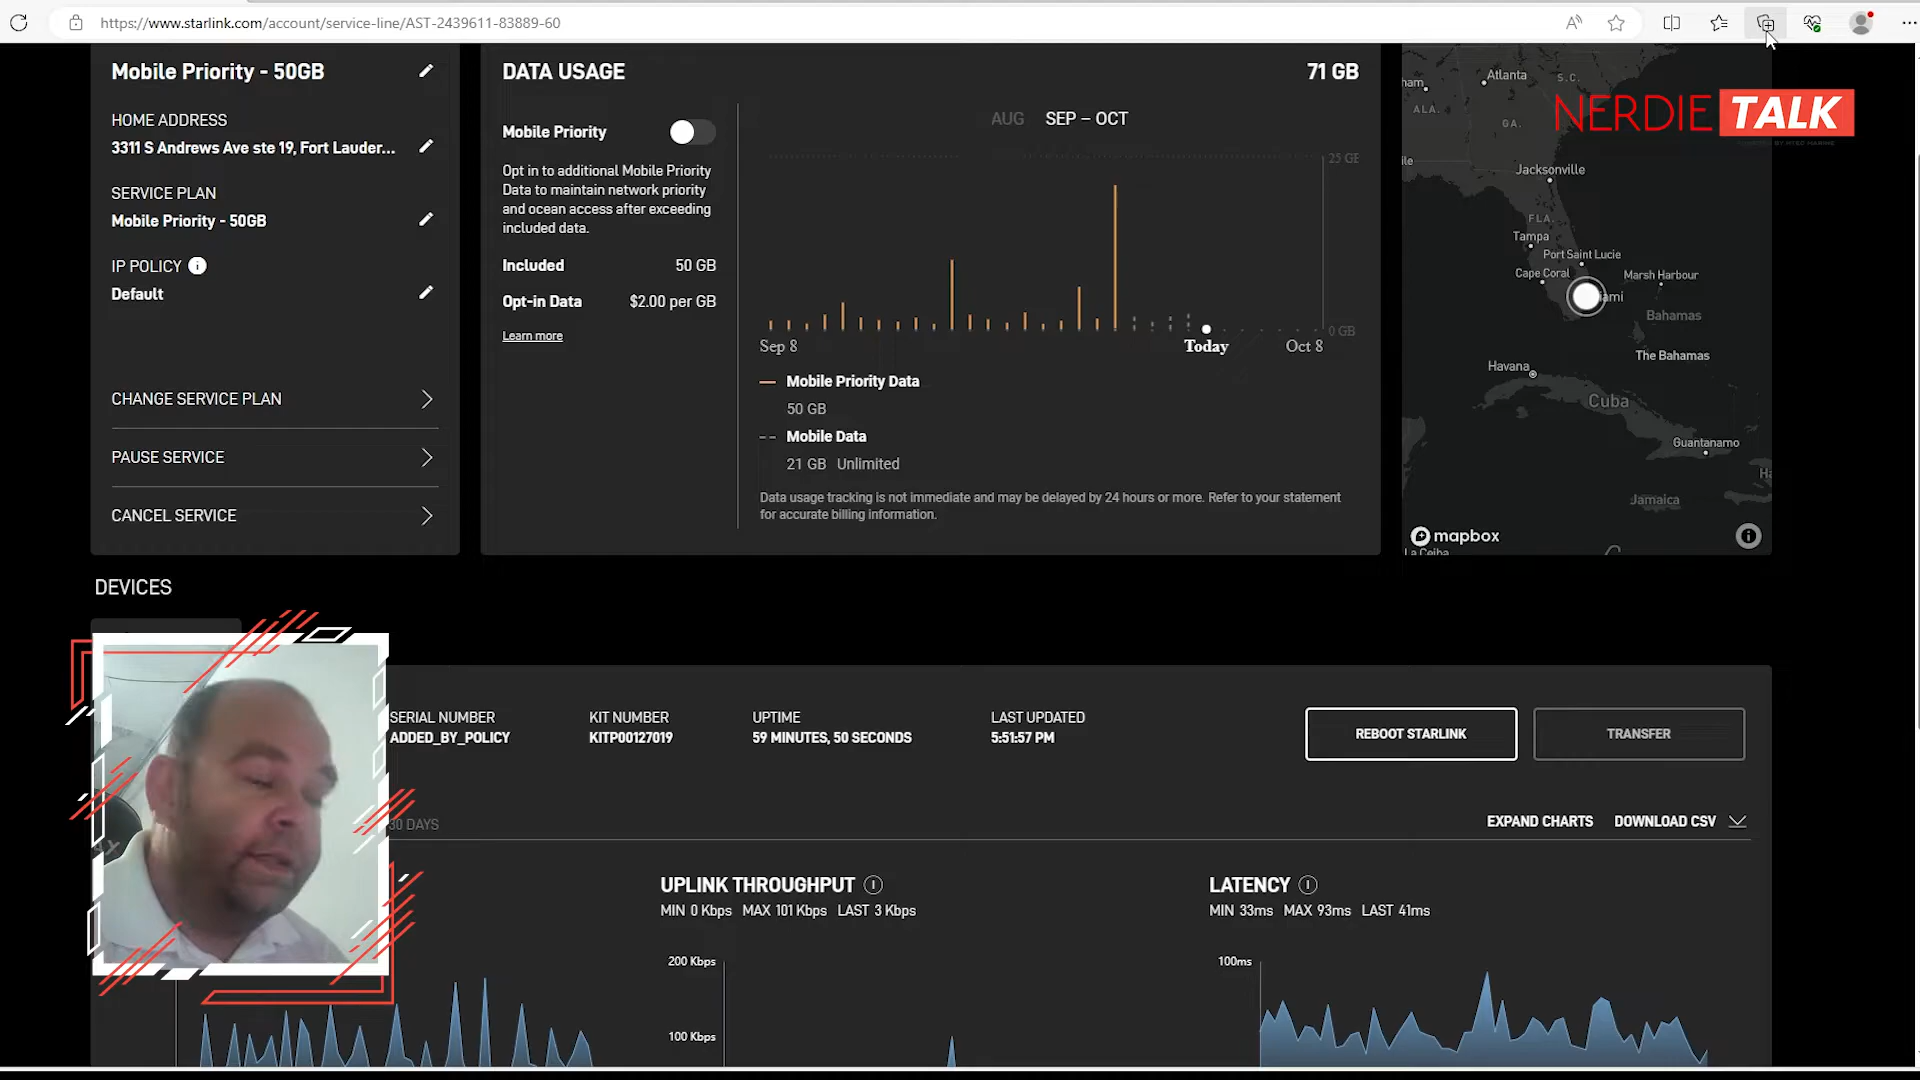 https://www.starlink.com/account/service-line/AST-2439611-83889-60
Mobile Priority - 50GB
HOME ADDRESS
3311 S Andrews Ave ste 19, Fort Lauder...
SERVICE PLAN
Mobile Priority - 50GB
IP POLICY
Default
CHANGE SERVICE PLAN
PAUSE SERVICE
CANCEL SERVICE
DATA USAGE
71 GB
Mobile Priority
Opt in to additional Mobile Priority
Data to maintain network priority
and ocean access after exceeding
included data.
Included 50 GB
Opt-in Data $2.00 per GB
Learn more
AUG SEP – OCT
25 GB
0 GB
Sep 8 Today Oct 8
Mobile Priority Data
50 GB
Mobile Data
21 GB Unlimited
Data usage tracking is not immediate and may be delayed by 24 hours or more. Refer to your statement
for accurate billing information.
Atlanta
S.C.
ham
ALA.
GA.
NERDIE TALK
Jacksonville
FLA.
Tampa
Port Saint Lucie
Cape Coral
Marsh Harbour
iami
Bahamas
The Bahamas
Havana
Cuba
Guantanamo
Jamaica
mapbox
La Ceiba
DEVICES
SERIAL NUMBER
ADDED_BY_POLICY
KIT NUMBER
KITP00127019
UPTIME
59 MINUTES, 50 SECONDS
LAST UPDATED
5:51:57 PM
REBOOT STARLINK
TRANSFER
30 DAYS
EXPAND CHARTS
DOWNLOAD CSV
UPLINK THROUGHPUT
MIN 0 Kbps MAX 101 Kbps LAST 3 Kbps
200 Kbps
100 Kbps
LATENCY
MIN 33ms MAX 93ms LAST 41ms
100ms